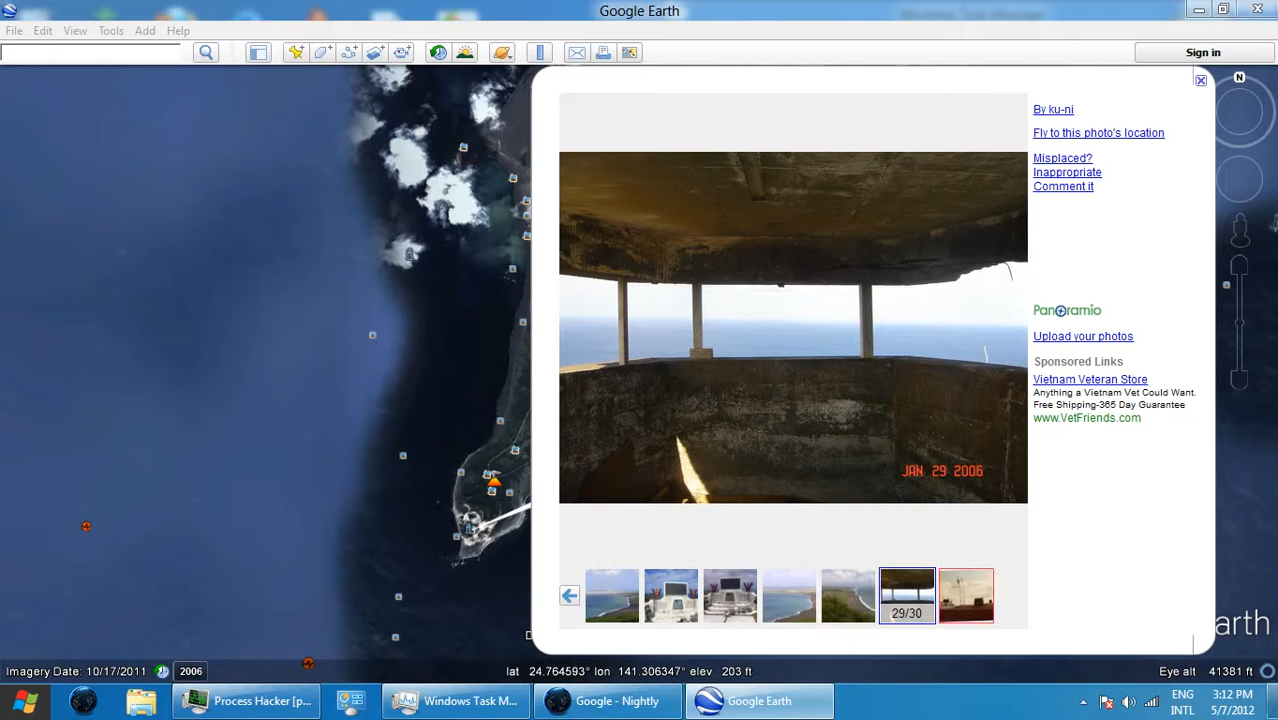 Google Earth
File Edit View Tools Add Help
Sign in
N
By ku-ni
Fly to this photo's location
Misplaced?
Inappropriate
Comment it
Panoramio
Upload your photos
Sponsored Links
Vietnam Veteran Store
Anything a Vietnam Vet Could Want.
Free Shipping-365 Day Guarantee
www.VetFriends.com
JAN 29 2006
29/30
earth
Imagery Date: 10/17/2011 2006 lat 24.764593° lon 141.306347° elev 203 ft Eye alt 41381 ft
Process Hacker [p... Windows Task M... Google - Nightly Google Earth
ENG 3:12 PM
INTL 5/7/2012